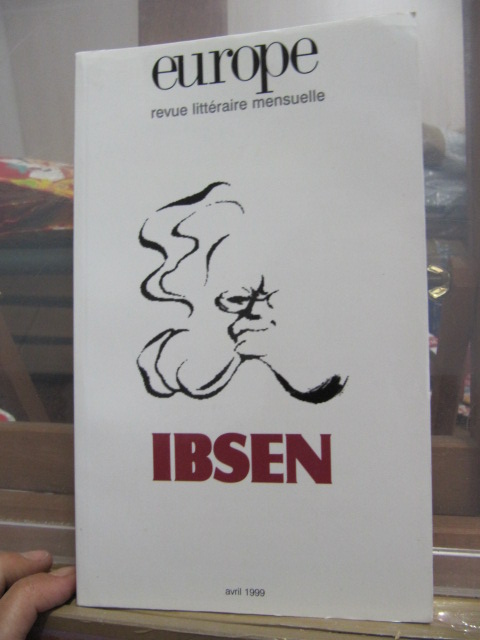 europe
revue littéraire mensuelle
IBSEN
avril 1999